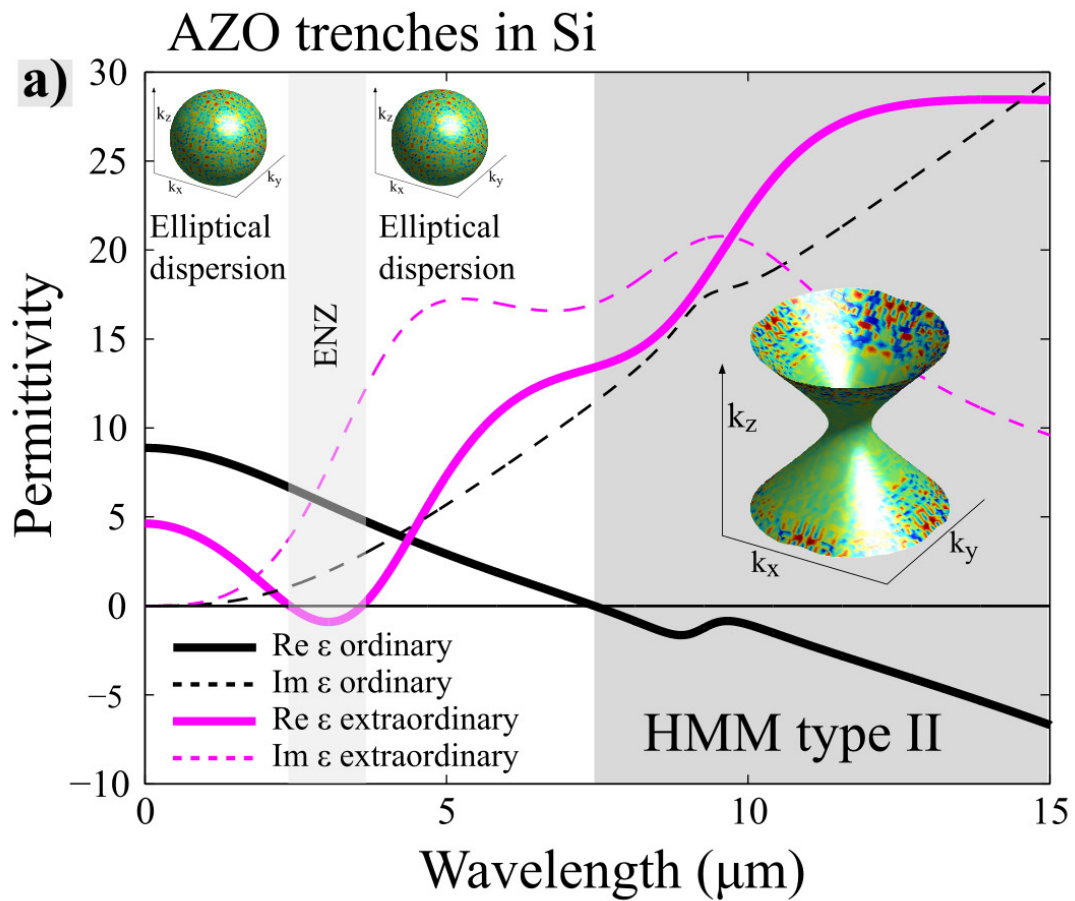 AZO trenches in Si
a)
Permittivity
30
25
20
15
10
5
0
−5
−10
k_z
k_x
k_y
Elliptical
dispersion
ENZ
k_z
k_x
k_y
Elliptical
dispersion
k_z
k_x
k_y
Re ε ordinary
Im ε ordinary
Re ε extraordinary
Im ε extraordinary
HMM type II
0
5
10
15
Wavelength (μm)